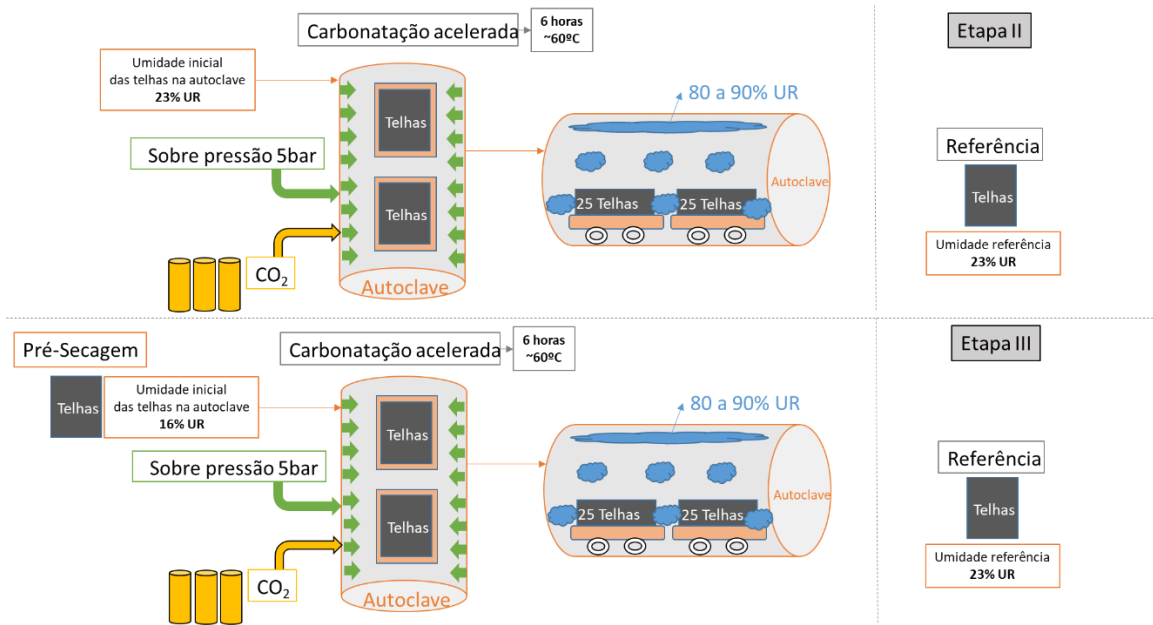 Carbonatação acelerada
6 horas
~60ºC
Etapa II
Umidade inicial
das telhas na autoclave
23% UR
80 a 90% UR
Telhas
Sobre pressão 5bar
Referência
Autoclave
Telhas
25 Telhas
25 Telhas
Telhas
Umidade referência
23% UR
CO₂
Autoclave
Pré-Secagem
Carbonatação acelerada
6 horas
~60ºC
Etapa III
Telhas
Umidade inicial
das telhas na autoclave
16% UR
80 a 90% UR
Telhas
Sobre pressão 5bar
Referência
Autoclave
Telhas
25 Telhas
25 Telhas
Telhas
Umidade referência
23% UR
CO₂
Autoclave